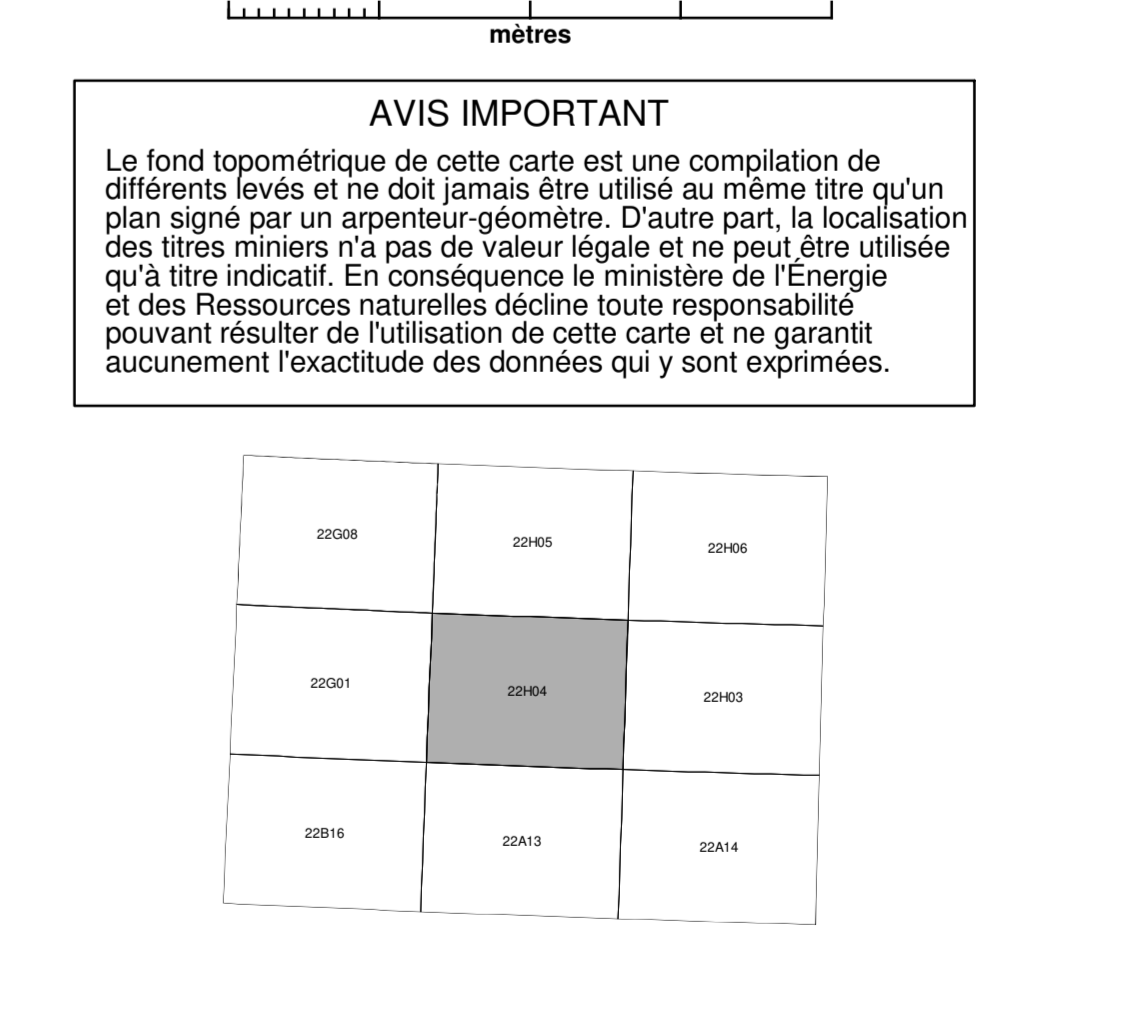 mètres
AVIS IMPORTANT
Le fond topométrique de cette carte est une compilation de
différents levés et ne doit jamais être utilisé au même titre qu'un
plan signé par un arpenteur-géomètre. D'autre part, la localisation
des titres miniers n'a pas de valeur légale et ne peut être utilisée
qu'à titre indicatif. En conséquence le ministère de l'Énergie
et des Ressources naturelles décline toute responsabilité
pouvant résulter de l'utilisation de cette carte et ne garantit
aucunement l'exactitude des données qui y sont exprimées.
22G08
22H05
22H06
22G01
22H04
22H03
22B16
22A13
22A14